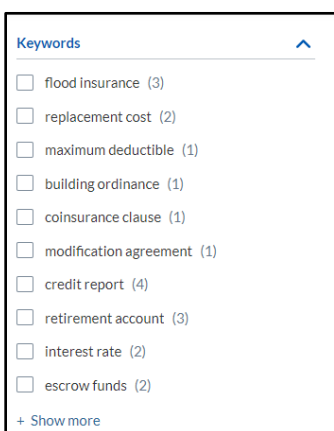 Keywords
flood insurance (3)
replacement cost (2)
maximum deductible (1)
building ordinance (1)
coinsurance clause (1)
modification agreement (1)
credit report (4)
retirement account (3)
interest rate (2)
escrow funds (2)
+ Show more